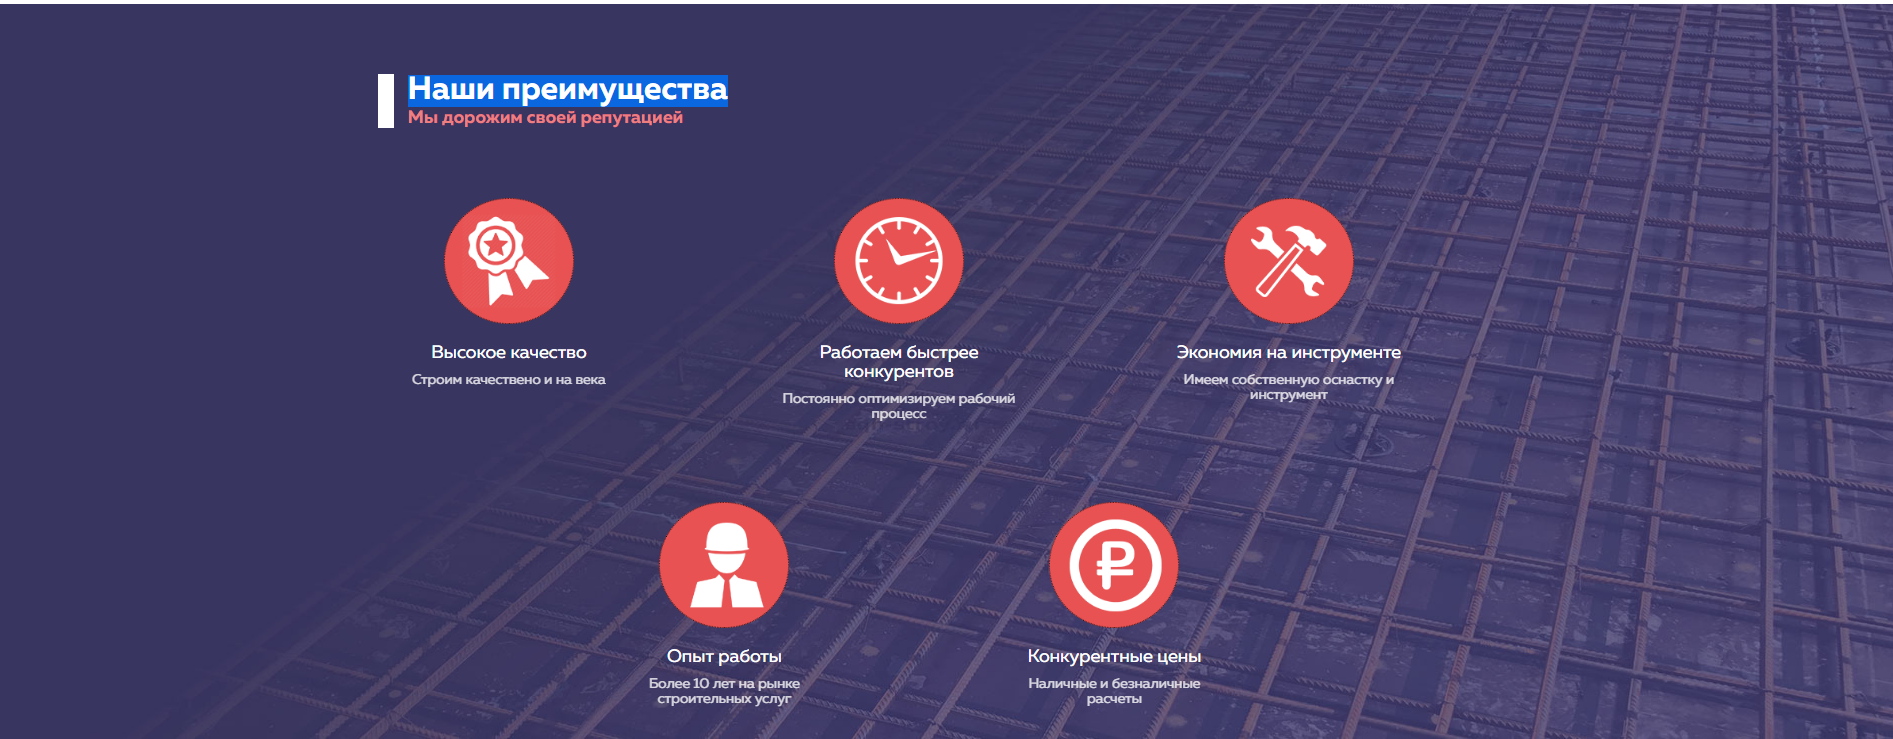 Наши преимущества
Мы дорожим своей репутацией
Высокое качество
Строим качествено и на века
Работаем быстрее
конкурентов
Постоянно оптимизируем рабочий
процесс
Экономия на инструменте
Имеем собственную оснастку и
инструмент
Опыт работы
Более 10 лет на рынке
строительных услуг
Конкурентные цены
Наличные и безналичные
расчеты